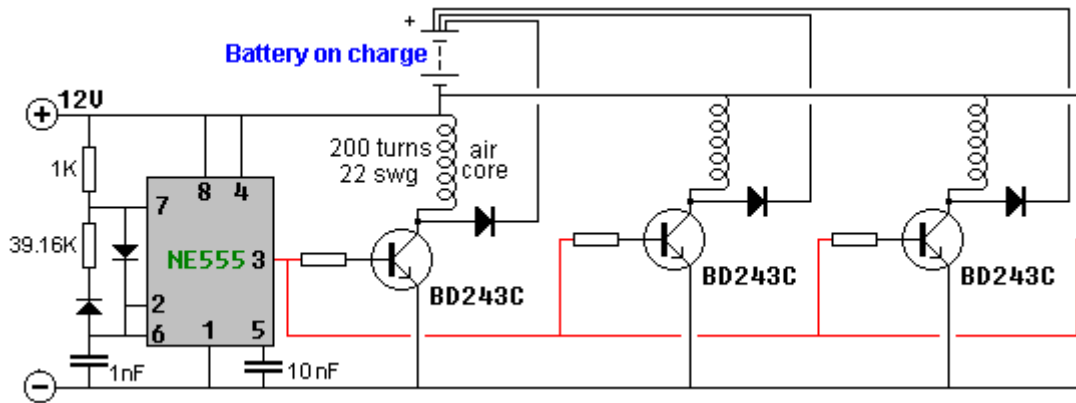 +
Battery on charge
+ 12V
1K
200 turns
22 swg
air
core
8 4
7
39.16K
NE555 3
2
6 1 5
BD243C
BD243C
BD243C
1nF
10nF
−